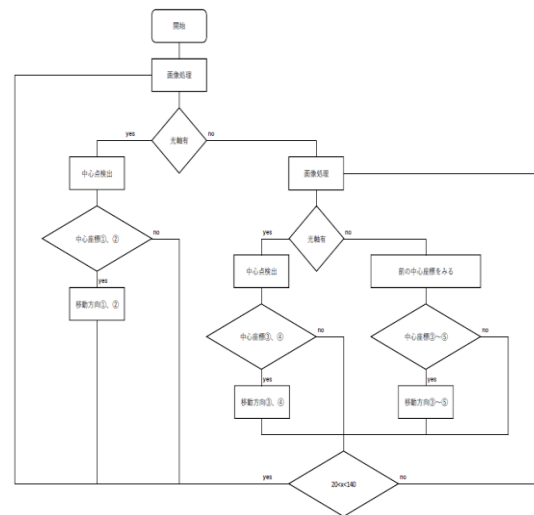 開始
画像処理
光軸有
yes
no
中心点検出
画像処理
中心座標①、②
no
光軸有
yes
no
yes
移動方向①、②
中心点検出
前の中心座標をみる
中心座標③、④
no
中心座標③～⑤
no
yes
yes
移動方向③、④
移動方向③～⑤
yes
20<x<140
no